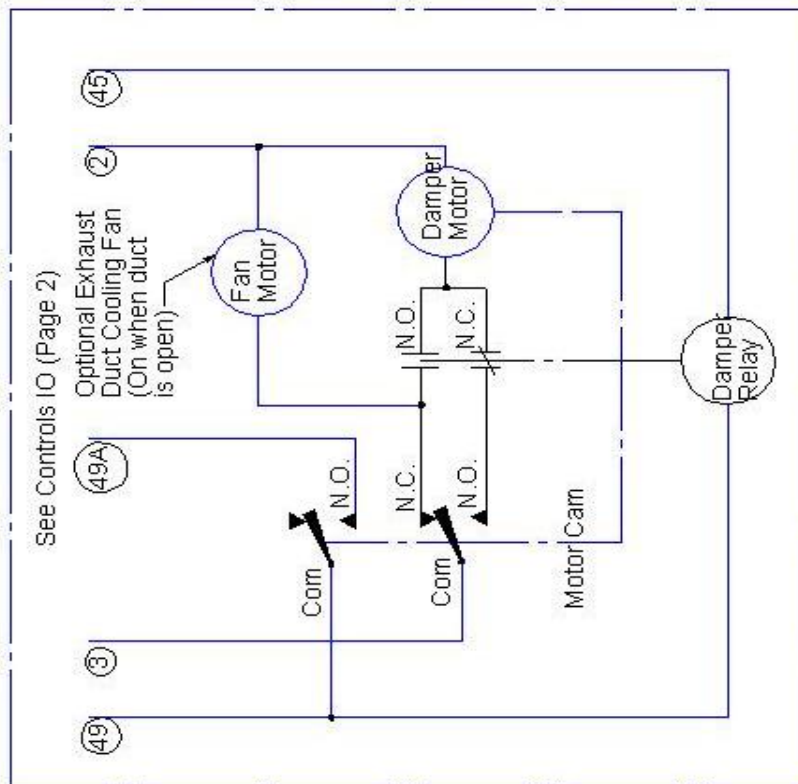 See Controls IO (Page 2)
49
3
49A
2
45
Optional Exhaust
Duct Cooling Fan
(On when duct
is open)
Com
N.O.
Fan
Motor
Com
N.C.
N.O.
N.O.
N.C.
Damper
Motor
Motor Cam
Damper
Relay